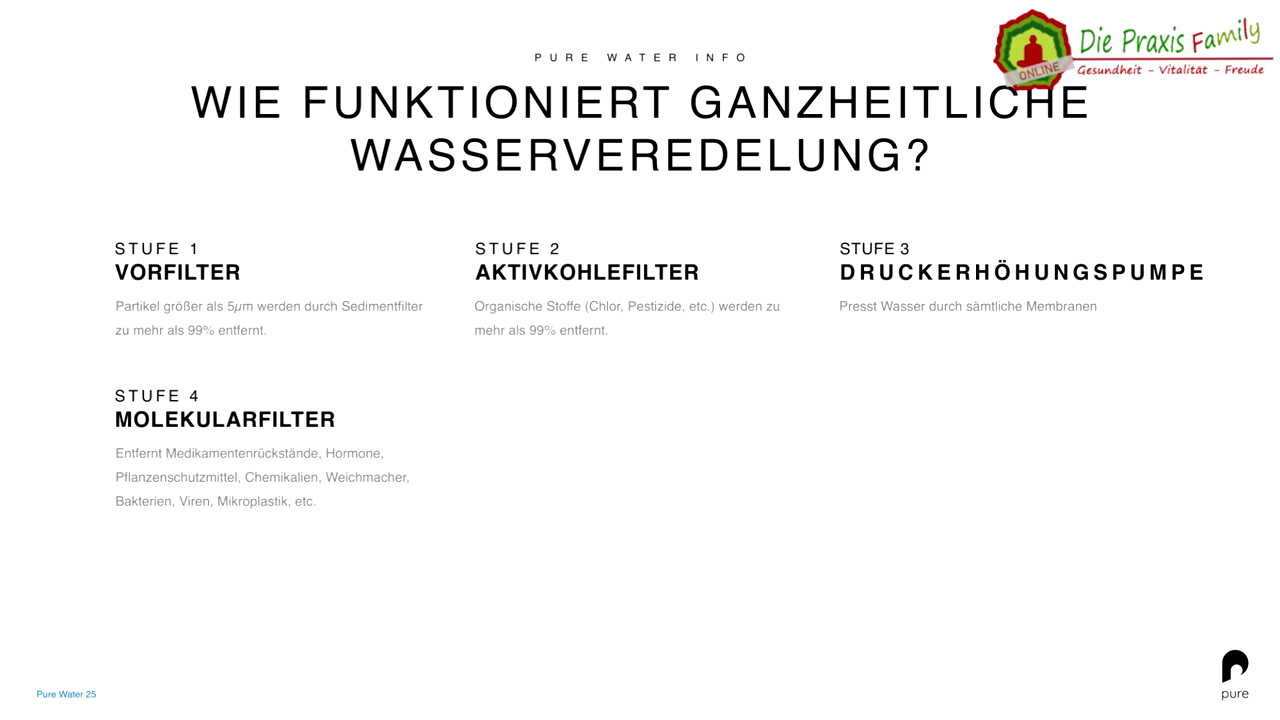 PURE WATER INFO
Die Praxis Family
Gesundheit - Vitalität - Freude
ONLINE
WIE FUNKTIONIERT GANZHEITLICHE
WASSERVEREDELUNG?
STUFE 1
VORFILTER
Partikel größer als 5µm werden durch Sedimentfilter
zu mehr als 99% entfernt.
STUFE 2
AKTIVKOHLEFILTER
Organische Stoffe (Chlor, Pestizide, etc.) werden zu
mehr als 99% entfernt.
STUFE 3
DRUCKERHÖHUNGSPUMPE
Presst Wasser durch sämtliche Membranen
STUFE 4
MOLEKULARFILTER
Entfernt Medikamentenrückstände, Hormone,
Pflanzenschutzmittel, Chemikalien, Weichmacher,
Bakterien, Viren, Mikroplastik, etc.
Pure Water 25
pure